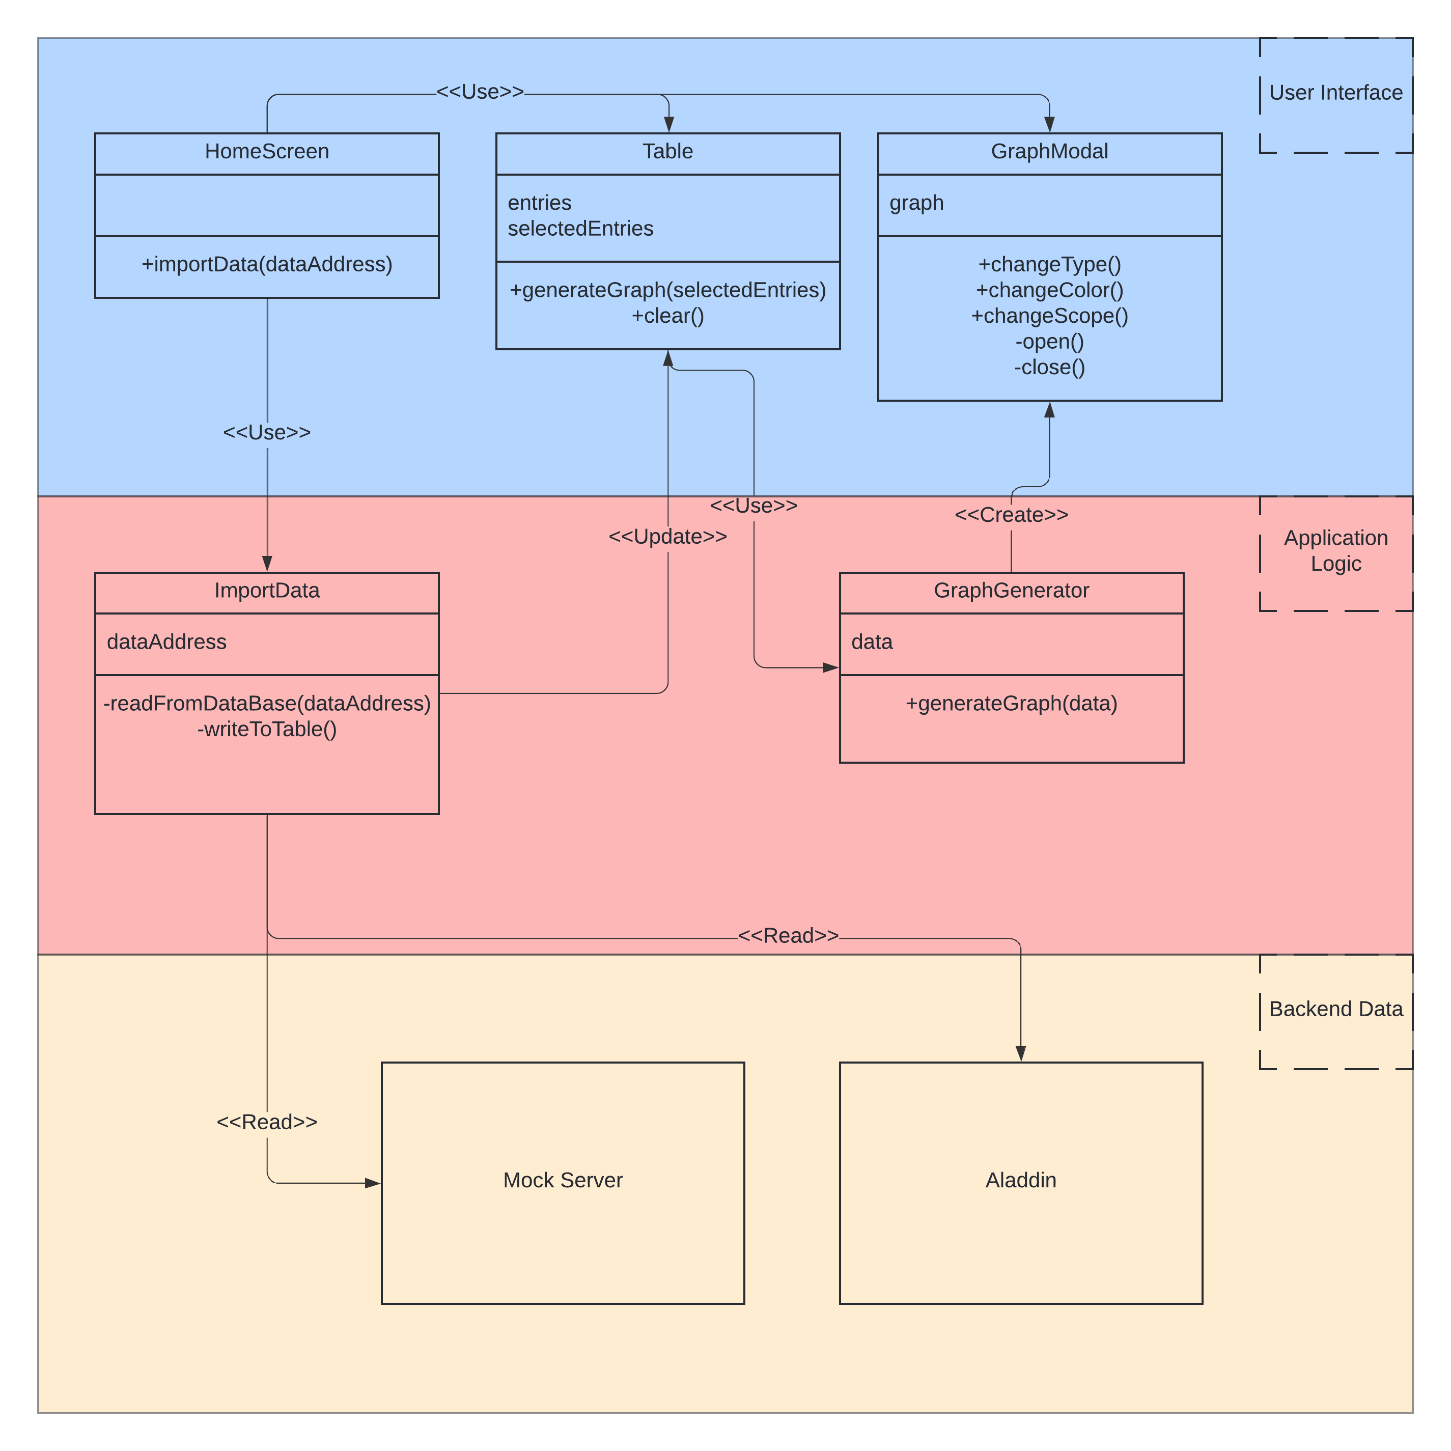 <<Use>>
User Interface
HomeScreen
+importData(dataAddress)
Table
entries
selectedEntries
+generateGraph(selectedEntries)
+clear()
GraphModal
graph
+changeType()
+changeColor()
+changeScope()
-open()
-close()
<<Use>>
<<Use>>
<<Update>>
<<Create>>
Application
Logic
ImportData
dataAddress
-readFromDataBase(dataAddress)
-writeToTable()
GraphGenerator
data
+generateGraph(data)
<<Read>>
Backend Data
<<Read>>
Mock Server
Aladdin